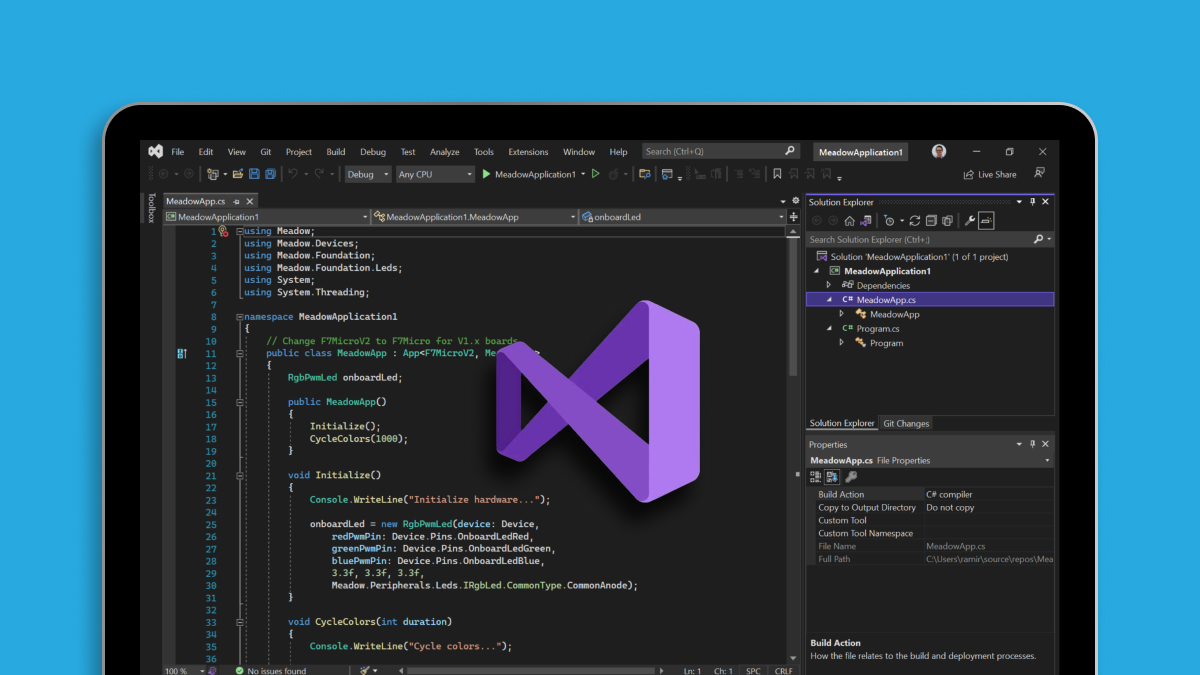 File Edit View Git Project Build Debug Test Analyze Tools Extensions Window Help Search (Ctrl+Q) MeadowApplication1
Debug Any CPU MeadowApplication1 Live Share
Toolbox
MeadowApp.cs
MeadowApplication1 MeadowApplication1.MeadowApp onboardLed
1 using Meadow;
2 using Meadow.Devices;
3 using Meadow.Foundation;
4 using Meadow.Foundation.Leds;
5 using System;
6 using System.Threading;
7
8 namespace MeadowApplication1
9 {
10 // Change F7MicroV2 to F7Micro for V1.x boards
11 public class MeadowApp : App<F7MicroV2, >
12 {
13 RgbPwmLed onboardLed;
14
15 public MeadowApp()
16 {
17 Initialize();
18 CycleColors(1000);
19 }
20
21 void Initialize()
22 {
23 Console.WriteLine("Initialize hardware...");
24
25 onboardLed = new RgbPwmLed(device: Device,
26 redPwmPin: Device.Pins.OnboardLedRed,
27 greenPwmPin: Device.Pins.OnboardLedGreen,
28 bluePwmPin: Device.Pins.OnboardLedBlue,
29 3.3f, 3.3f, 3.3f,
30 Meadow.Peripherals.Leds.IRgbLed.CommonType.CommonAnode);
31 }
32
33 void CycleColors(int duration)
34 {
35 Console.WriteLine("Cycle colors...");
36
100 % No issues found Ln: 1 Ch: 1 SPC CRLF
Solution Explorer
Search Solution Explorer (Ctrl+;)
Solution 'MeadowApplication1' (1 of 1 project)
MeadowApplication1
Dependencies
C# MeadowApp.cs
MeadowApp
C# Program.cs
Program
Solution Explorer Git Changes
Properties
MeadowApp.cs File Properties
Build Action C# compiler
Copy to Output Directory Do not copy
Custom Tool
Custom Tool Namespace
File Name MeadowApp.cs
Full Path C:\Users\ramir\source\repos\Mea
Build Action
How the file relates to the build and deployment processes.